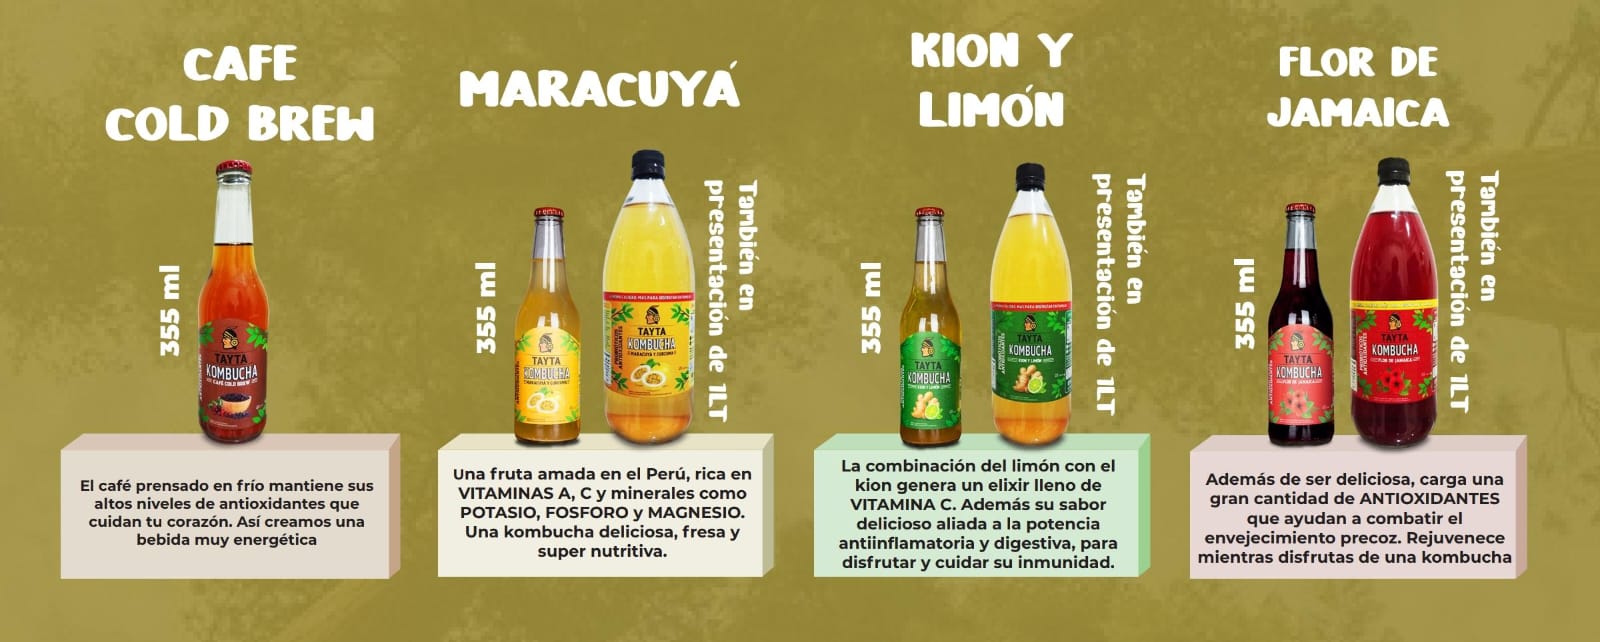 CAFE
COLD BREW
355 ml
TAYTA
KOMBUCHA
CAFÉ COLD BREW
El café prensado en frío mantiene sus
altos niveles de antioxidantes que
cuidan tu corazón. Así creamos una
bebida muy energética
MARACUYÁ
355 ml
TAYTA
KOMBUCHA
MARACUYA Y CURCUMA
TAYTA
KOMBUCHA
MARACUYA Y CURCUMA
También en
presentación de 1LT
Una fruta amada en el Perú, rica en
VITAMINAS A, C y minerales como
POTASIO, FOSFORO y MAGNESIO.
Una kombucha deliciosa, fresa y
super nutritiva.
KION Y
LIMÓN
355 ml
TAYTA
KOMBUCHA
KION Y LIMÓN
TAYTA
KOMBUCHA
KION Y LIMÓN
También en
presentación de 1LT
La combinación del limón con el
kion genera un elixir lleno de
VITAMINA C. Además su sabor
delicioso aliada a la potencia
antiinflamatoria y digestiva, para
disfrutar y cuidar su inmunidad.
FLOR DE
JAMAICA
355 ml
TAYTA
KOMBUCHA
FLOR DE JAMAICA
TAYTA
KOMBUCHA
FLOR DE JAMAICA
También en
presentación de 1LT
Además de ser deliciosa, carga una
gran cantidad de ANTIOXIDANTES
que ayudan a combatir el
envejecimiento precoz. Rejuvenece
mientras disfrutas de una kombucha